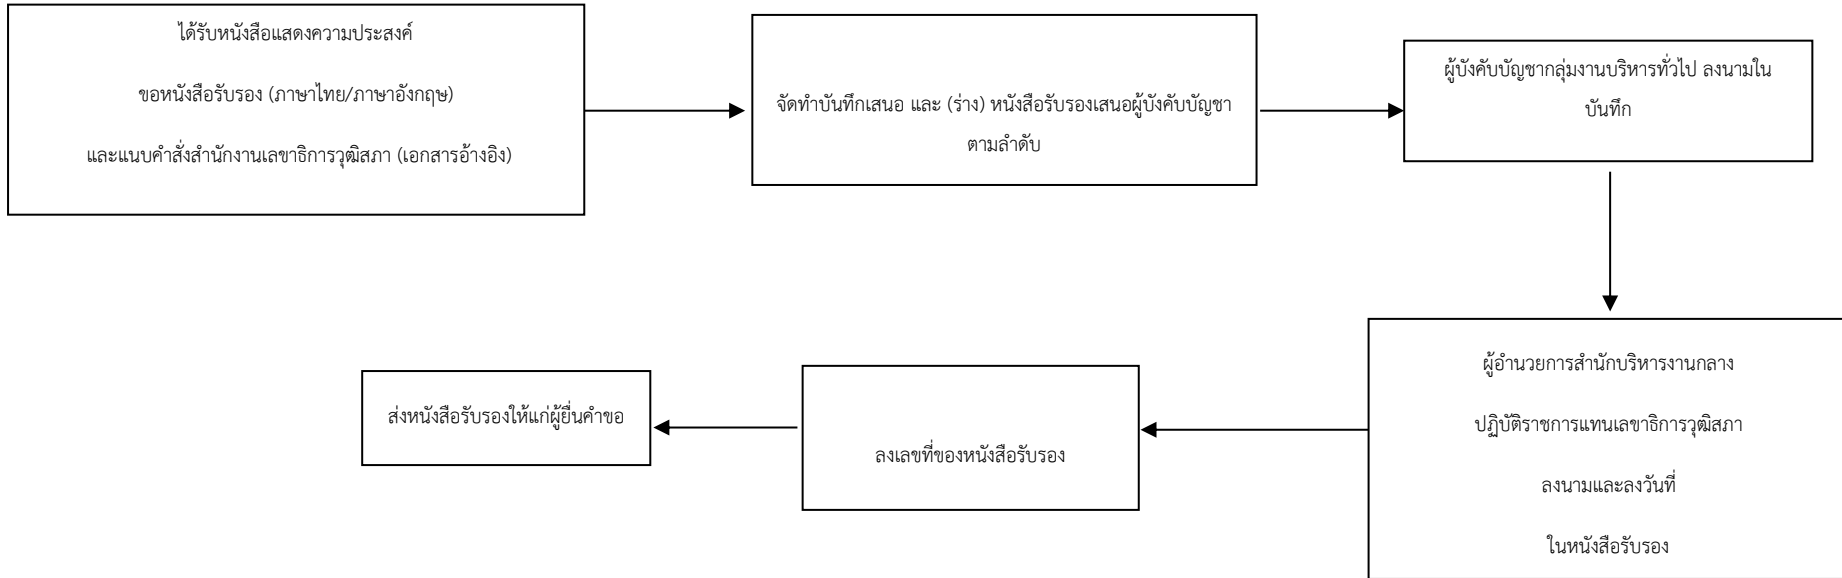 ได้รับหนังสือแสดงความประสงค์
ขอหนังสือรับรอง (ภาษาไทย/ภาษาอังกฤษ)
และแนบคำสั่งสำนักงานเลขาธิการวุฒิสภา (เอกสารอ้างอิง)
จัดทำบันทึกเสนอ และ (ร่าง) หนังสือรับรองเสนอผู้บังคับบัญชา
ตามลำดับ
ผู้บังคับบัญชากลุ่มงานบริหารทั่วไป ลงนามใน
บันทึก
ผู้อำนวยการสำนักบริหารงานกลาง
ปฏิบัติราชการแทนเลขาธิการวุฒิสภา
ลงนามและลงวันที่
ในหนังสือรับรอง
ลงเลขที่ของหนังสือรับรอง
ส่งหนังสือรับรองให้แก่ผู้ยื่นคำขอ